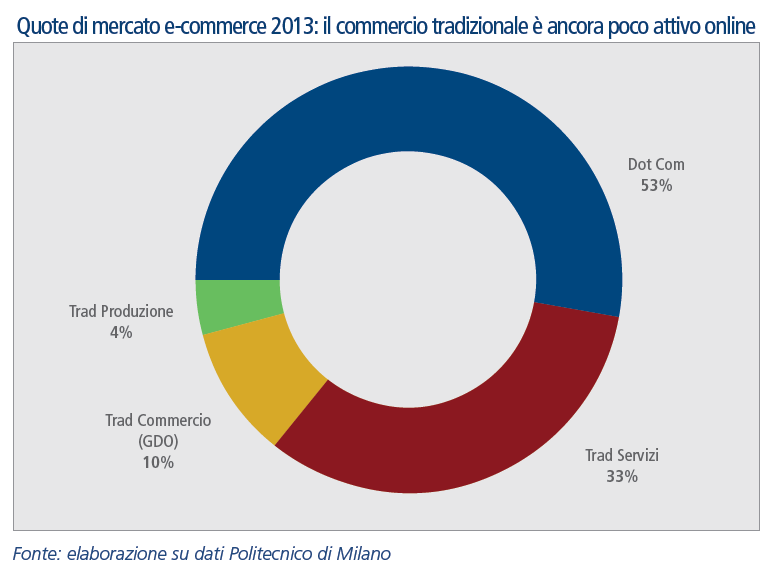 Quote di mercato e-commerce 2013: il commercio tradizionale è ancora poco attivo online
Dot Com
53%
Trad Produzione
4%
Trad Commercio
(GDO)
10%
Trad Servizi
33%
Fonte: elaborazione su dati Politecnico di Milano